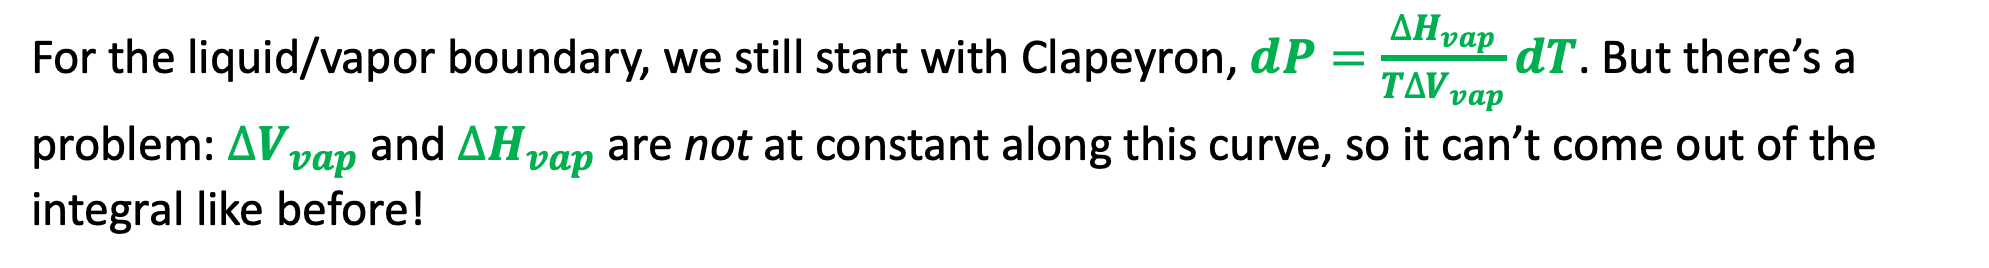 For the liquid/vapor boundary, we still start with Clapeyron, dP = ΔH_vap / TΔV_vap dT. But there’s a
problem: ΔV_vap and ΔH_vap are not at constant along this curve, so it can’t come out of the
integral like before!